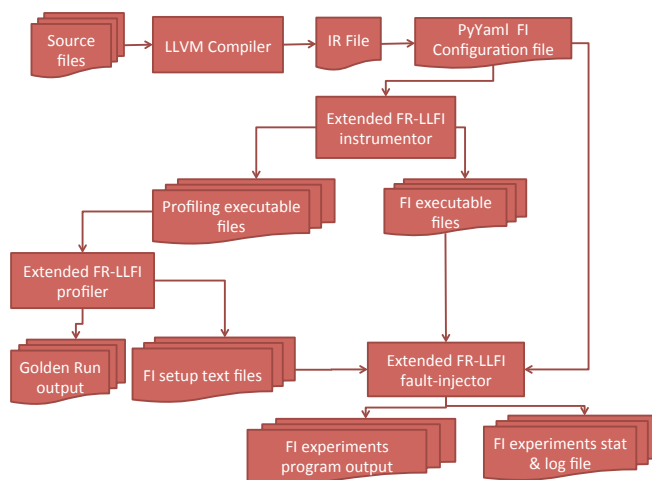 Source
files
LLVM Compiler
IR File
PyYaml FI
Configuration file
Extended FR-LLFI
instrumentor
Profiling executable
files
FI executable
files
Extended FR-LLFI
profiler
Golden Run
output
FI setup text files
Extended FR-LLFI
fault-injector
FI experiments
program output
FI experiments stat
& log file